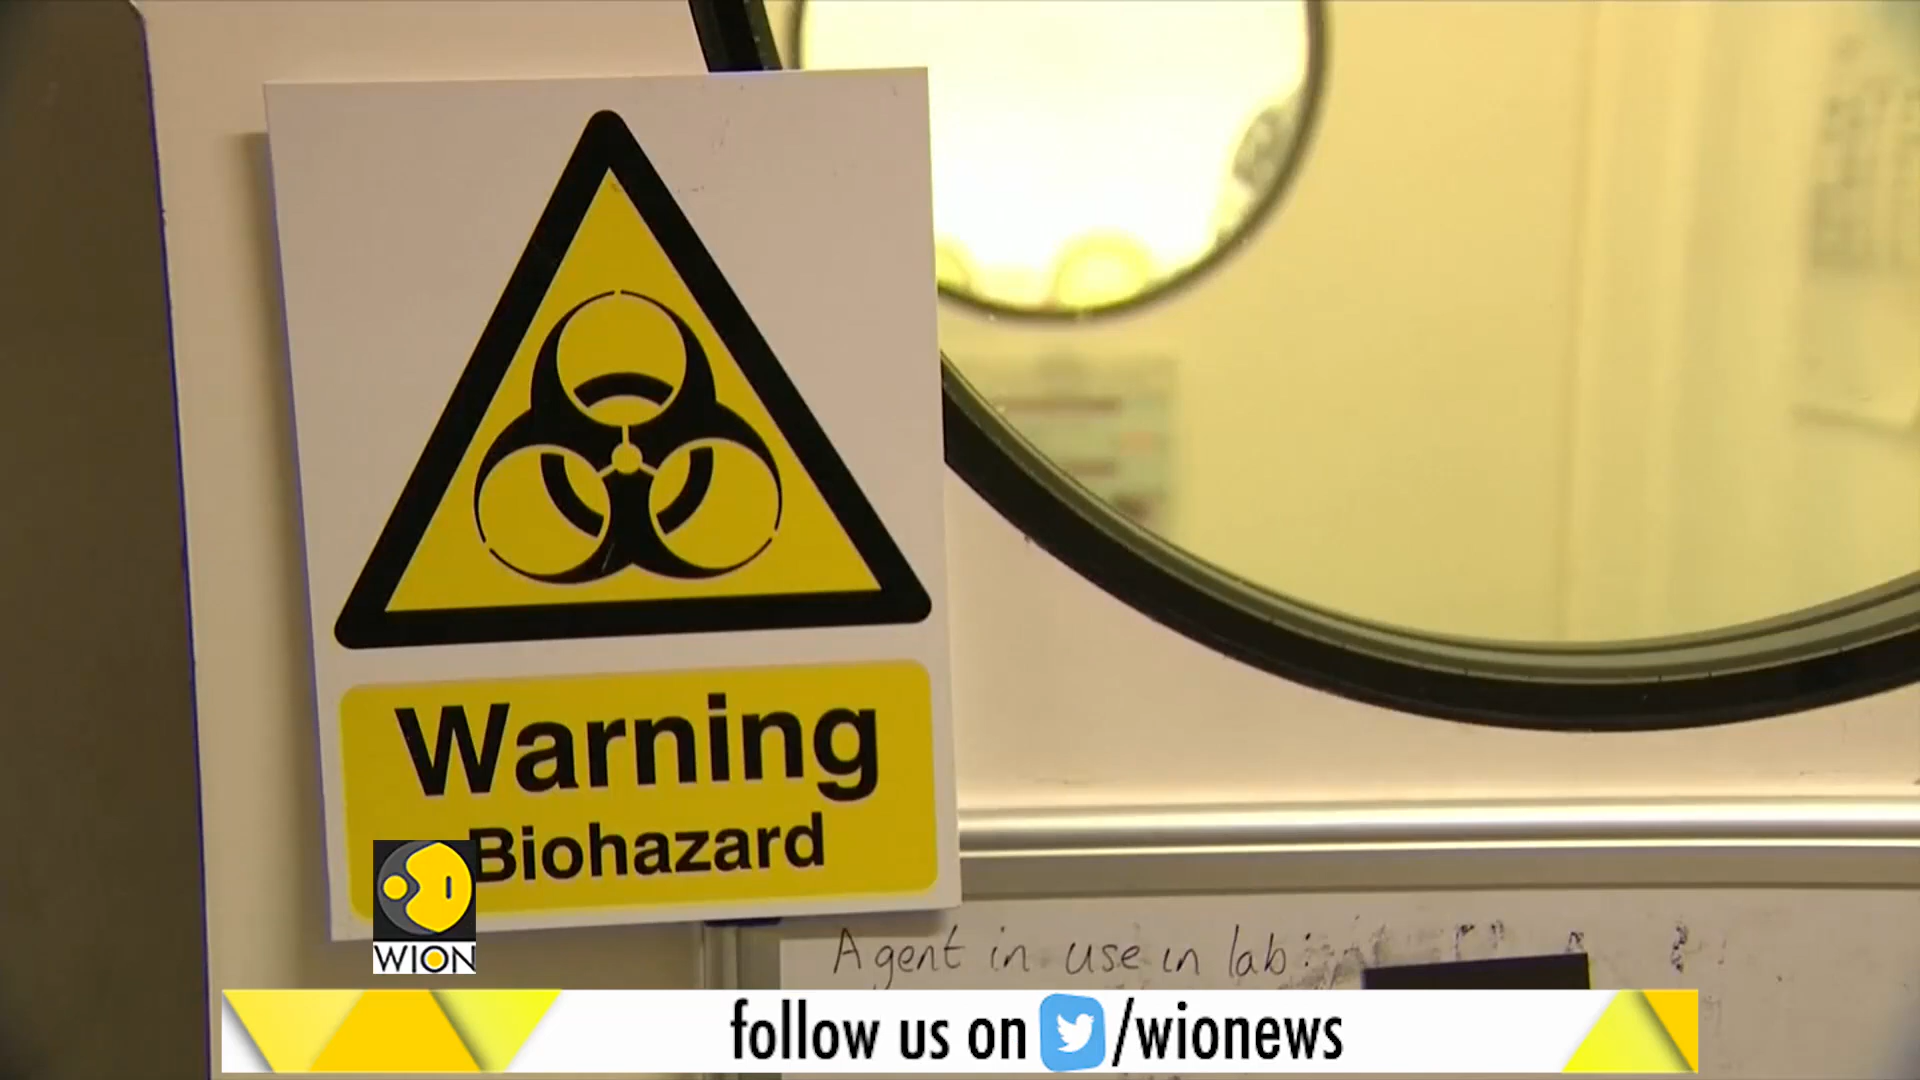 Warning
Biohazard
WION
Agent in use in lab:
follow us on /wionews